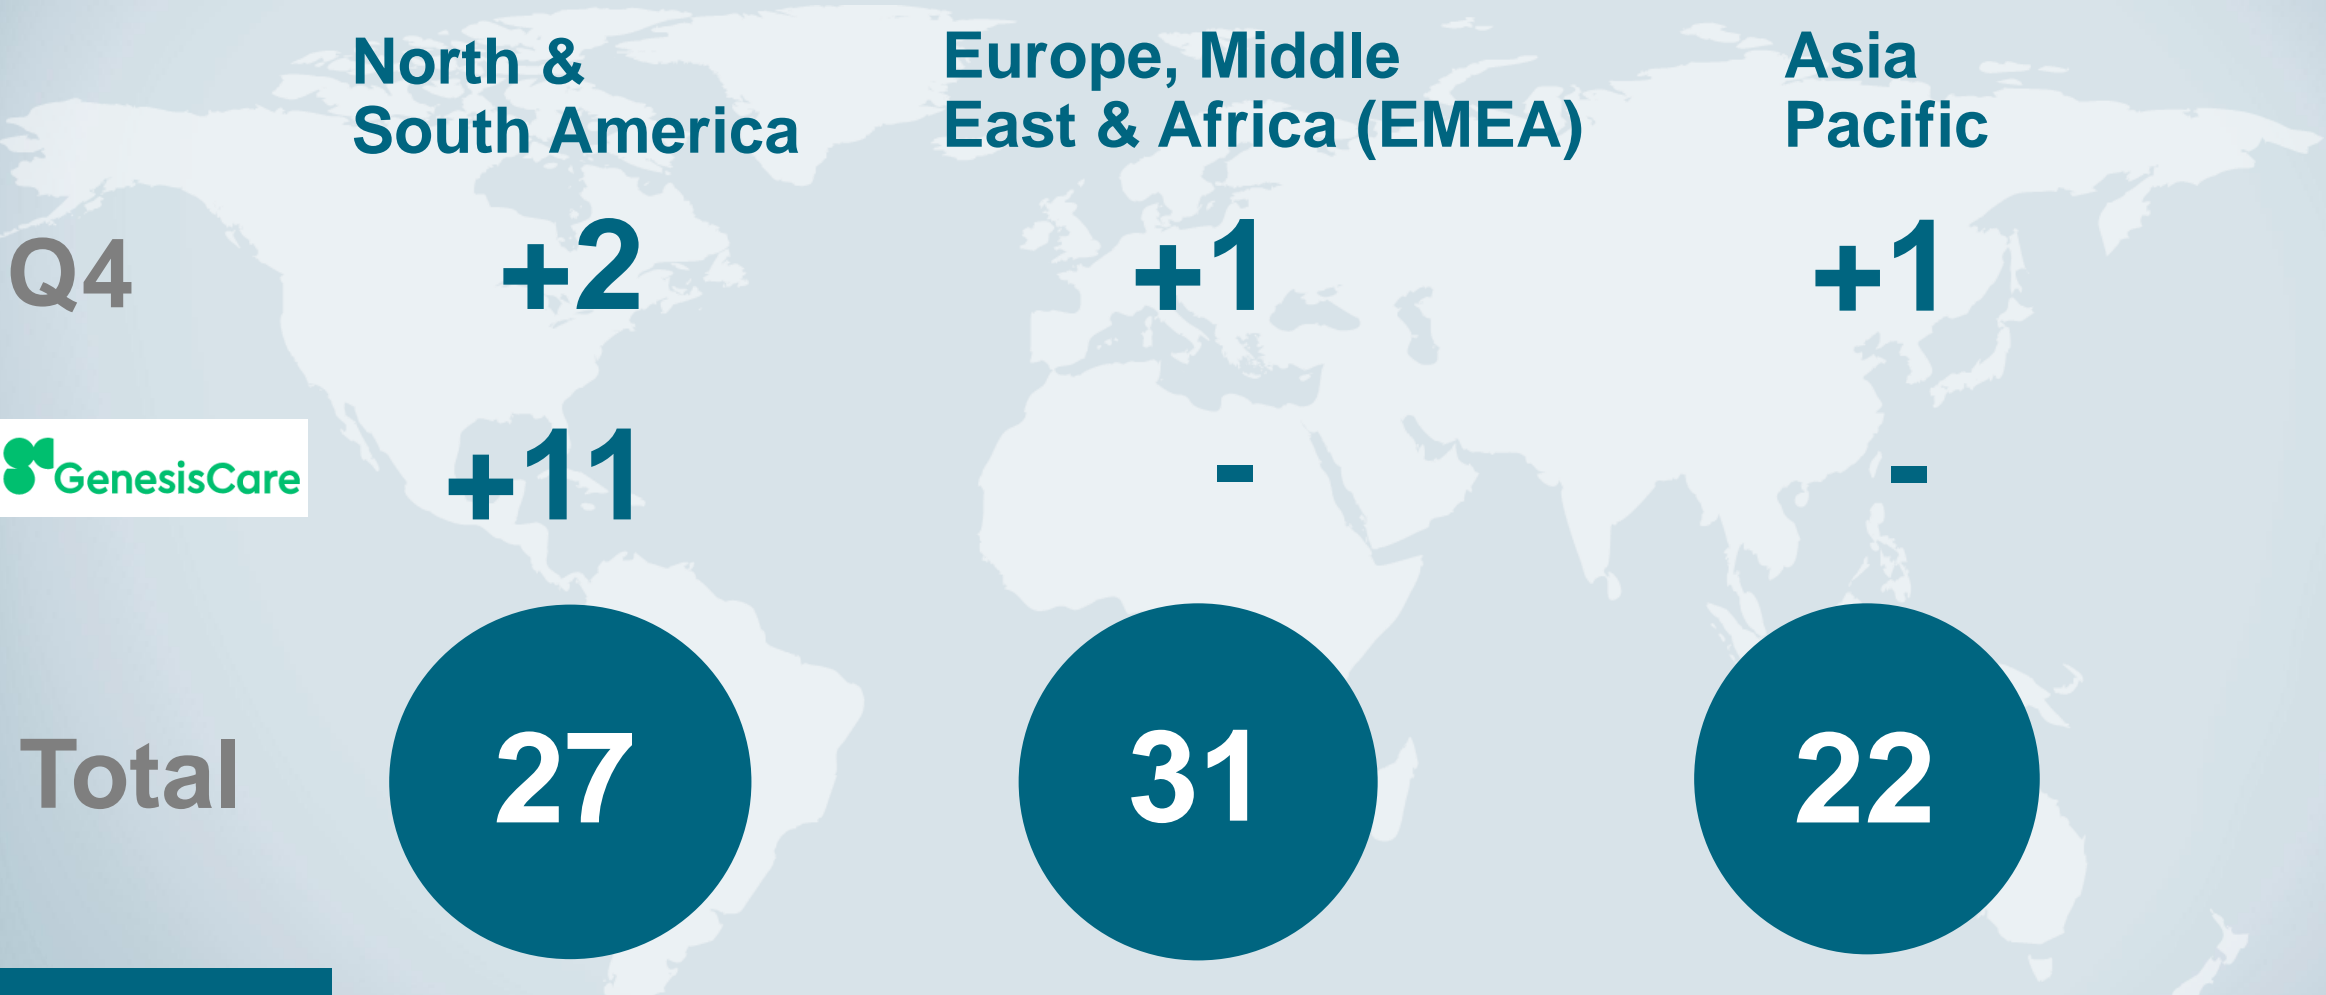 North &
South America
Europe, Middle
East & Africa (EMEA)
Asia
Pacific
Q4
+2
+1
+1
GenesisCare
+11
-
-
Total
27
31
22